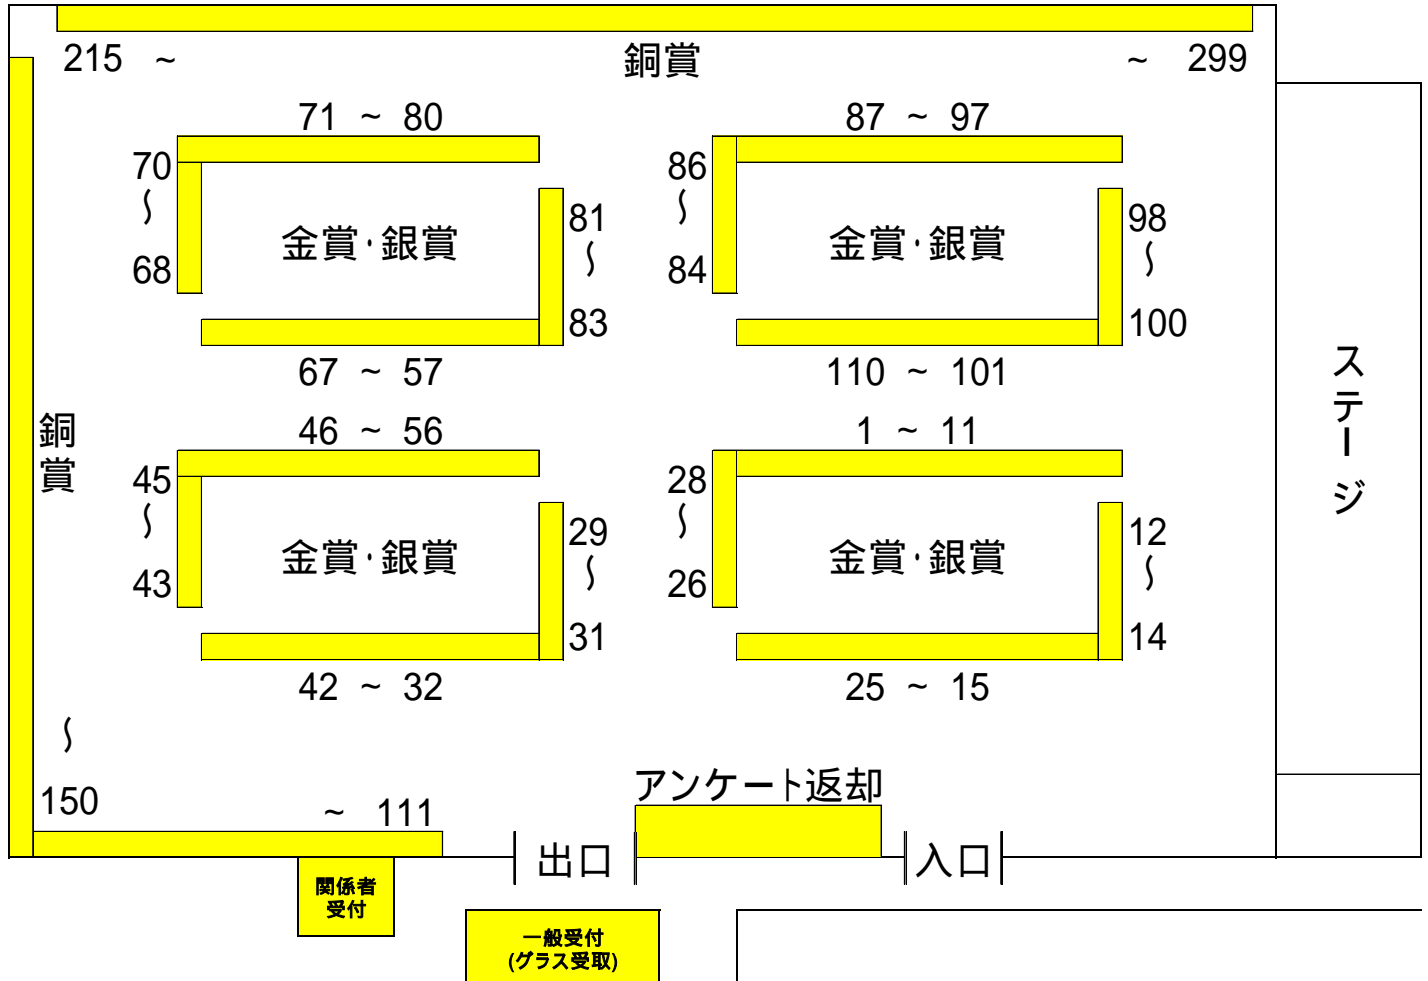 215 ~ 銅賞 ~ 299
71 ~ 80
87 ~ 97
70
~
68
金賞・銀賞
81
~
83
86
~
84
金賞・銀賞
98
~
100
67 ~ 57
110 ~ 101
銅賞
46 ~ 56
1 ~ 11
45
~
43
金賞・銀賞
29
~
31
28
~
26
金賞・銀賞
12
~
14
42 ~ 32
25 ~ 15
ステージ
~
150 ~ 111
アンケート返却
出口
入口
関係者
受付
一般受付
(グラス受取)